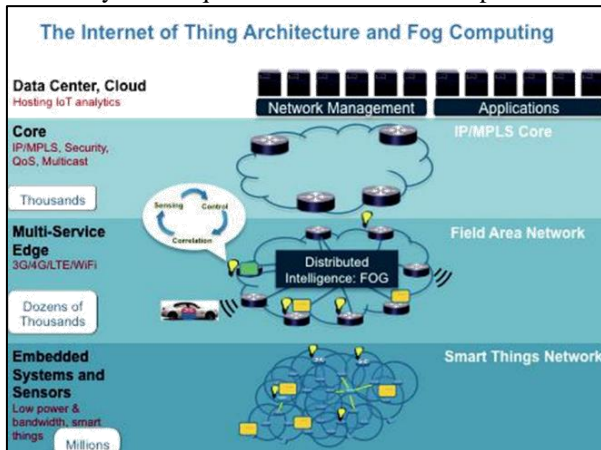 The Internet of Thing Architecture and Fog Computing
Data Center, Cloud
Hosting IoT analytics
Network Management
Applications
Core
IP/MPLS, Security,
QoS, Multicast
IP/MPLS Core
Thousands
Sensing
Control
Correlation
Multi-Service
Edge
3G/4G/LTE/WiFi
Field Area Network
Distributed
Intelligence: FOG
Dozens of
Thousands
Embedded
Systems and
Sensors
Low power &
bandwidth, smart
things
Smart Things Network
Millions